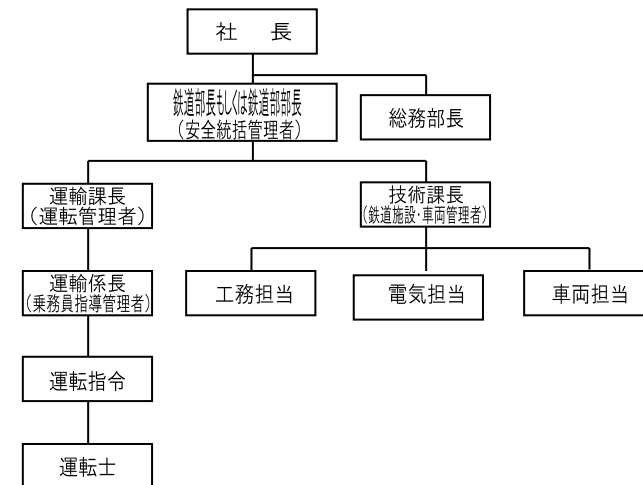 社　長
鉄道部長もしくは鉄道部部長
（安全統括管理者）
総務部長
運輸課長
（運転管理者）
技術課長
（鉄道施設・車両管理者）
運輸係長
（乗務員指導管理者）
工務担当
電気担当
車両担当
運転指令
運転士